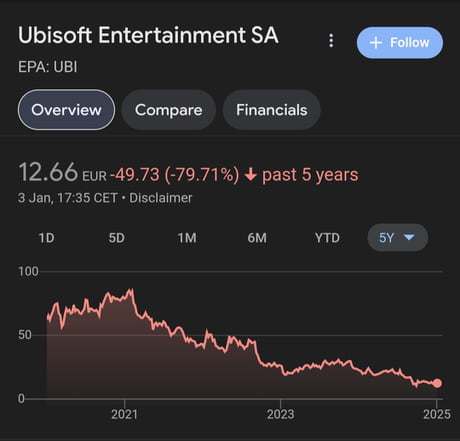 Ubisoft Entertainment SA
+ Follow
EPA: UBI
Overview Compare Financials
12.66 EUR -49.73 (-79.71%) ↓ past 5 years
3 Jan, 17:35 CET • Disclaimer
1D 5D 1M 6M YTD 5Y
100
50
0
2021 2023 2025